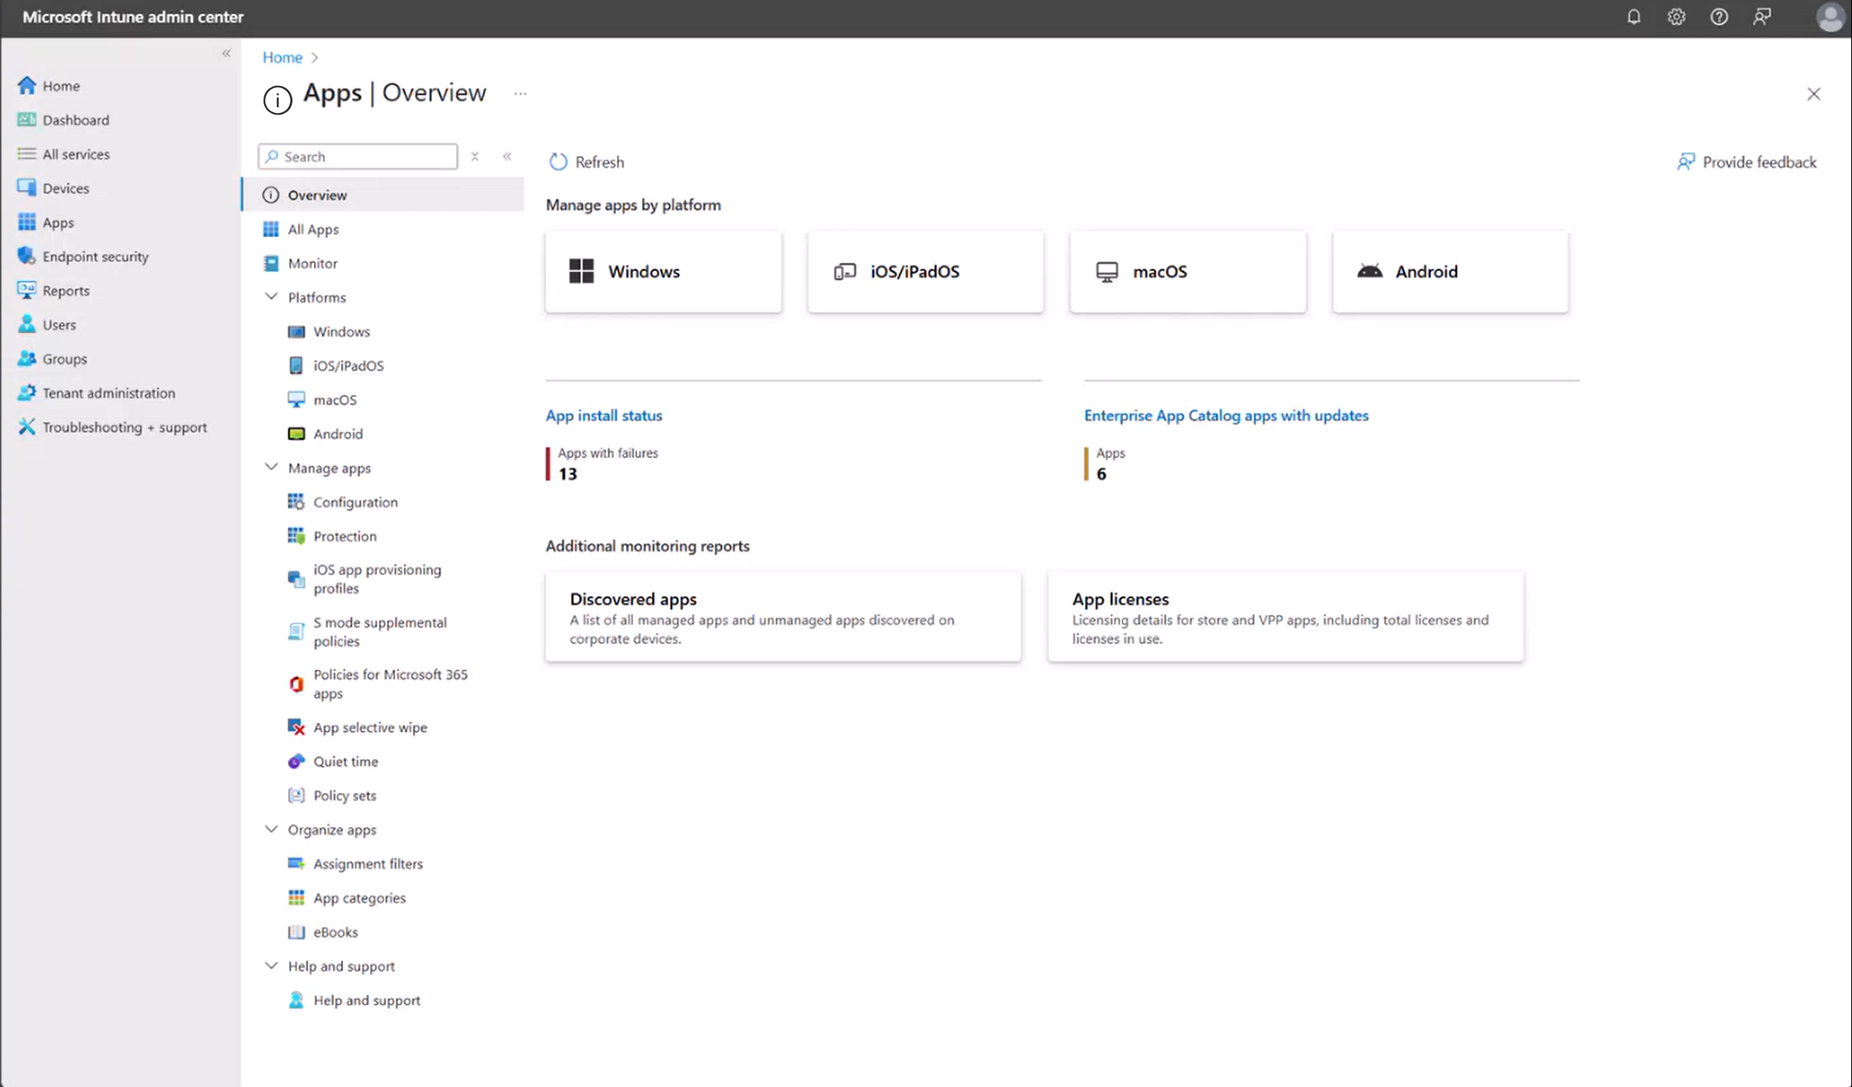 Microsoft Intune admin center
Home
Dashboard
All services
Devices
Apps
Endpoint security
Reports
Users
Groups
Tenant administration
Troubleshooting + support
Home
Apps | Overview
Search
Overview
All Apps
Monitor
Platforms
Windows
iOS/iPadOS
macOS
Android
Manage apps
Configuration
Protection
iOS app provisioning
profiles
S mode supplemental
policies
Policies for Microsoft 365
apps
App selective wipe
Quiet time
Policy sets
Organize apps
Assignment filters
App categories
eBooks
Help and support
Help and support
Refresh
Provide feedback
Manage apps by platform
Windows
iOS/iPadOS
macOS
Android
App install status
Apps with failures
13
Enterprise App Catalog apps with updates
Apps
6
Additional monitoring reports
Discovered apps
A list of all managed apps and unmanaged apps discovered on
corporate devices.
App licenses
Licensing details for store and VPP apps, including total licenses and
licenses in use.